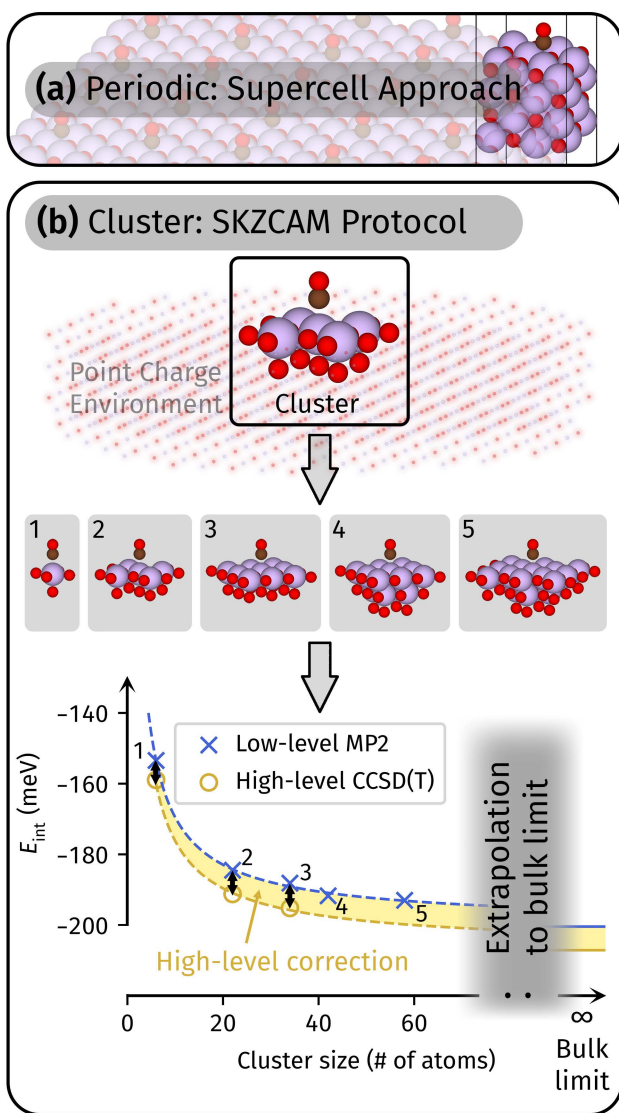 (a) Periodic: Supercell Approach
(b) Cluster: SKZCAM Protocol
Point Charge
Environment
Cluster
1
2
3
4
5
E_int (meV)
−140
−160
−180
−200
Low-level MP2
High-level CCSD(T)
1
2
3
4
5
High-level correction
Extrapolation
to bulk limit
0
20
40
60
∞
Cluster size (# of atoms)
Bulk
limit